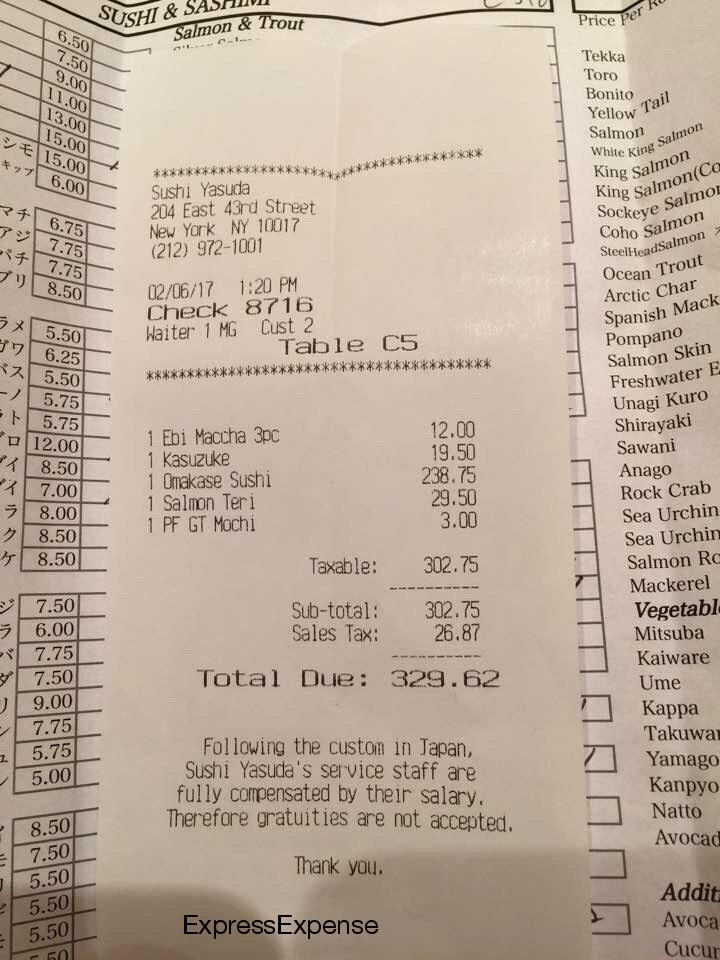 SUSHI & SASHIMI
Salmon & Trout
6.50
7.50
9.00
11.00
13.00
シモ 15.00
キップ 15.00
6.00
マチ 6.75
アジ 7.75
パチ 7.75
ブリ 8.50
ラメ 5.50
ガワ 6.25
バス 5.50
ーノ 5.75
ラト 5.75
グロ 12.00
ダイ 8.50
ダイ 7.00
ラ 8.00
ク 8.50
ケ 8.50
ジ 7.50
ラ 6.00
バ 7.75
ダ 7.50
リ 9.00
7.75
5.75
5.00
8.50
7.50
5.50
5.50
5.50
5.50
****************************************
Sushi Yasuda
204 East 43rd Street
New York NY 10017
(212) 972-1001
02/06/17 1:20 PM
Check 8716
Waiter 1 MG Cust 2
Table C5
****************************************
1 Ebi Maccha 3pc 12.00
1 Kasuzuke 19.50
1 Omakase Sushi 238.75
1 Salmon Teri 29.50
1 PF GT Mochi 3.00
Taxable: 302.75
----------
Sub-total: 302.75
Sales Tax: 26.87
----------
Total Due: 329.62
Following the custom in Japan,
Sushi Yasuda's service staff are
fully compensated by their salary.
Therefore gratuities are not accepted.
Thank you.
ExpressExpense
Price Per
Tekka
Toro
Bonito
Yellow Tail
Salmon
White King Salmon
King Salmon
King Salmon(Co
Sockeye Salmon
Coho Salmon
SteelHeadSalmon
Ocean Trout
Arctic Char
Spanish Mack
Pompano
Salmon Skin
Freshwater E
Unagi Kuro
Shirayaki
Sawani
Anago
Rock Crab
Sea Urchin
Sea Urchin
Salmon Ro
Mackerel
Vegetabl
Mitsuba
Kaiware
Ume
Kappa
Takuwa
Yamago
Kanpyo
Natto
Avocad
Additi
Avoca
Cucum